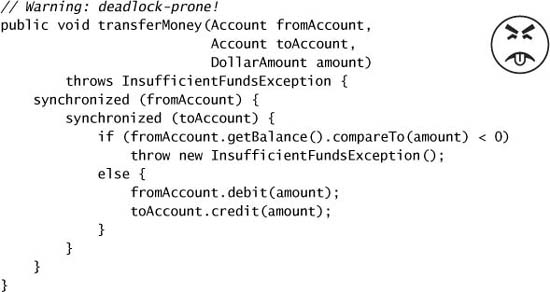 // Warning: deadlock-prone!
public void transferMoney(Account fromAccount,
                          Account toAccount,
                          DollarAmount amount)
        throws InsufficientFundsException {
    synchronized (fromAccount) {
        synchronized (toAccount) {
            if (fromAccount.getBalance().compareTo(amount) < 0)
                throw new InsufficientFundsException();
            else {
                fromAccount.debit(amount);
                toAccount.credit(amount);
            }
        }
    }
}